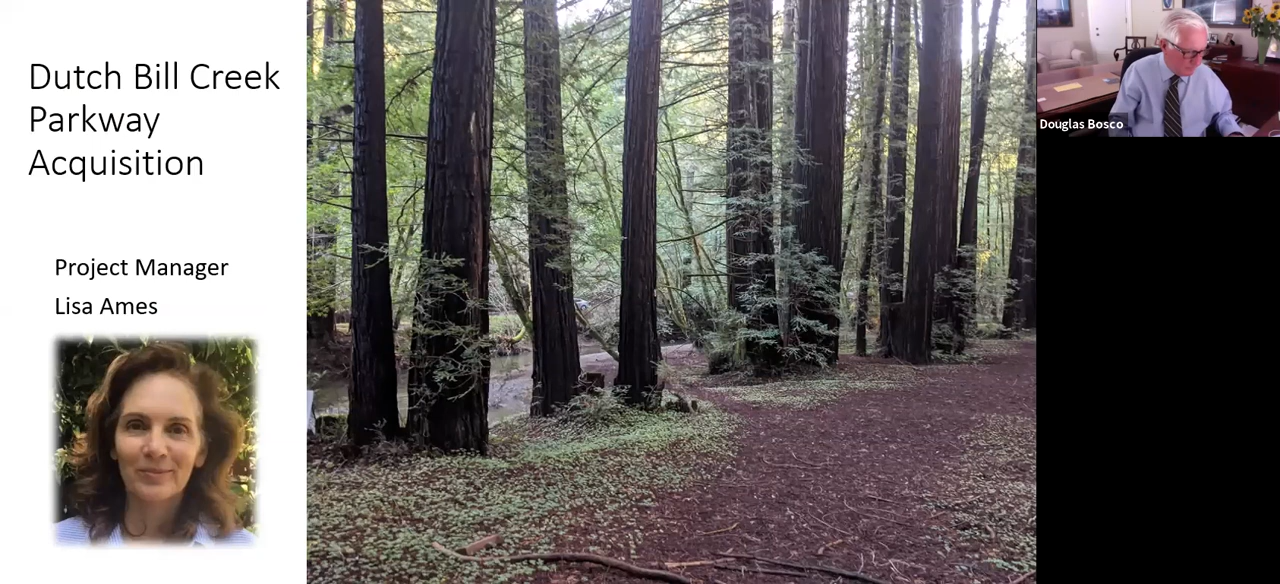 Dutch Bill Creek
Parkway
Acquisition
Project Manager
Lisa Ames
Douglas Bosco